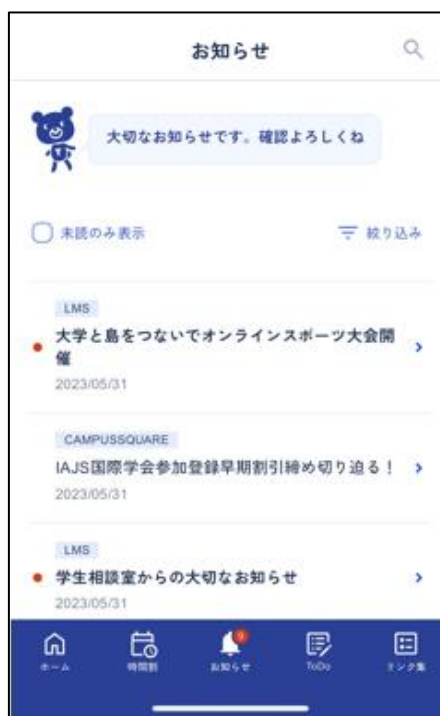 お知らせ
大切なお知らせです。確認よろしくね
未読のみ表示
絞り込み
LMS
大学と島をつないでオンラインスポーツ大会開
催
2023/05/31
CAMPUSSQUARE
IAJS国際学会参加登録早期割引締め切り迫る!
2023/05/31
LMS
学生相談室からの大切なお知らせ
2023/05/31
9
ホーム
時間割
お知らせ
ToDo
リンク集